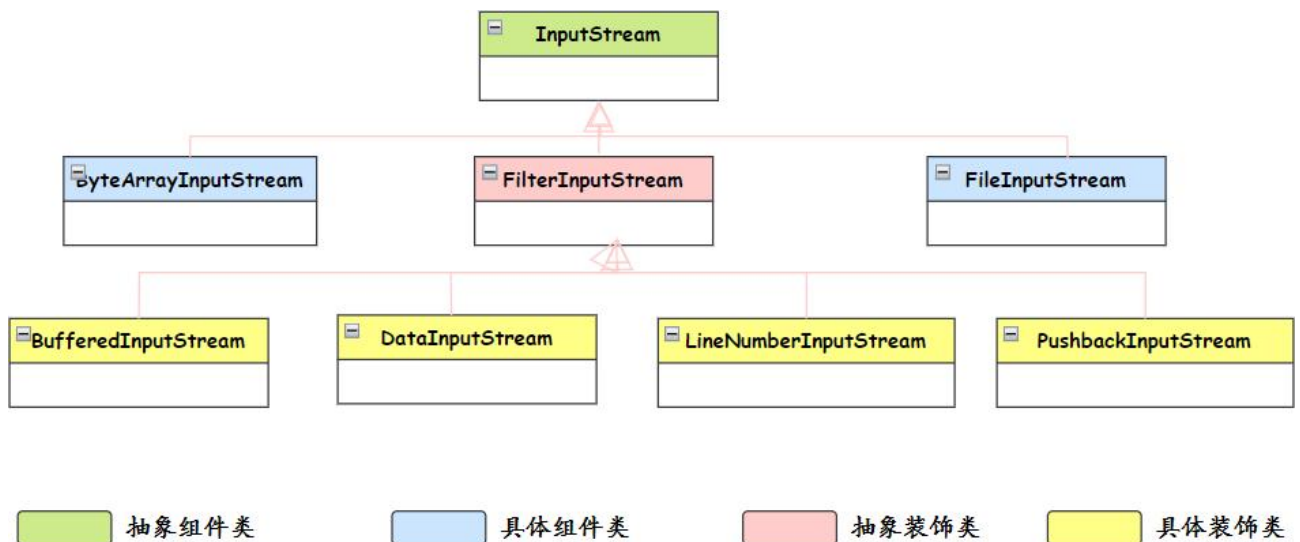 InputStream
ByteArrayInputStream
FilterInputStream
FileInputStream
BufferedInputStream
DataInputStream
LineNumberInputStream
PushbackInputStream
抽象组件类
具体组件类
抽象装饰类
具体装饰类